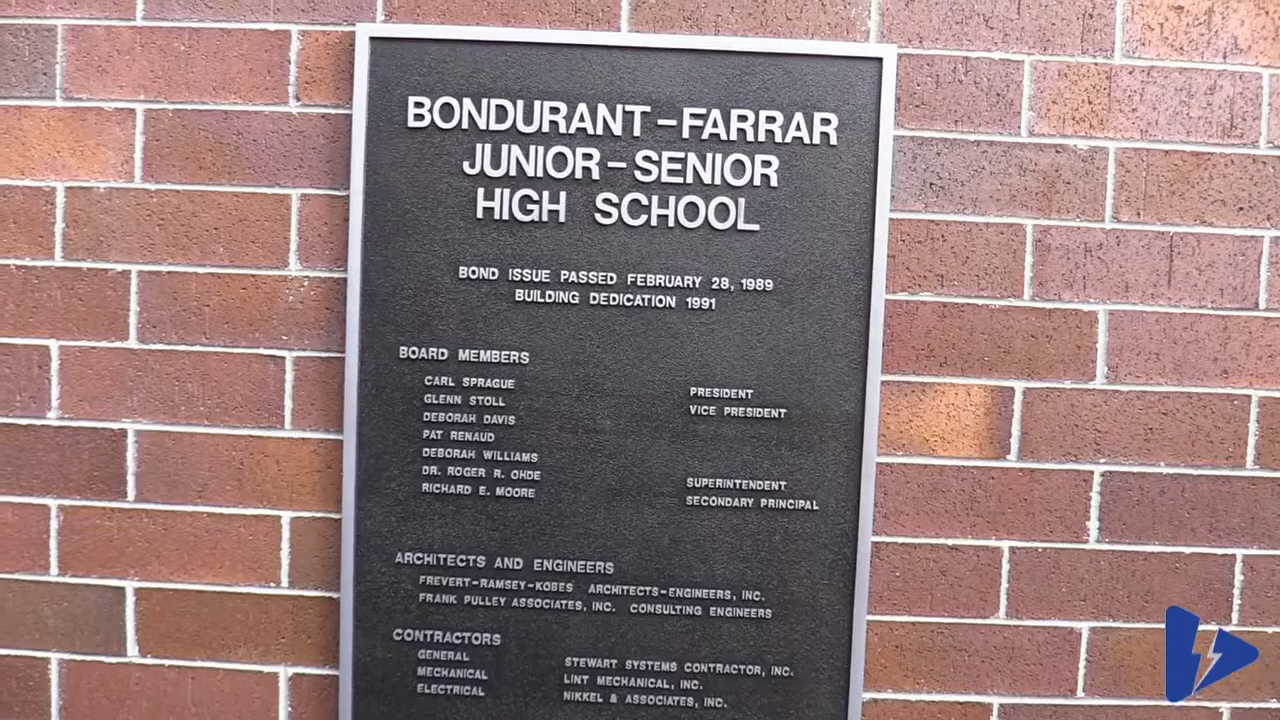 BONDURANT-FARRAR
JUNIOR-SENIOR
HIGH SCHOOL
BOND ISSUE PASSED FEBRUARY 28, 1989
BUILDING DEDICATION 1991
BOARD MEMBERS
CARL SPRAGUE PRESIDENT
GLENN STOLL VICE PRESIDENT
DEBORAH DAVIS
PAT RENAUD
DEBORAH WILLIAMS
DR. ROGER R. OHDE SUPERINTENDENT
RICHARD E. MOORE SECONDARY PRINCIPAL
ARCHITECTS AND ENGINEERS
FREVERT-RAMSEY-KOBES ARCHITECTS-ENGINEERS, INC.
FRANK PULLEY ASSOCIATES, INC. CONSULTING ENGINEERS
CONTRACTORS
GENERAL STEWART SYSTEMS CONTRACTOR, INC.
MECHANICAL LINT MECHANICAL, INC.
ELECTRICAL NIKKEL & ASSOCIATES, INC.